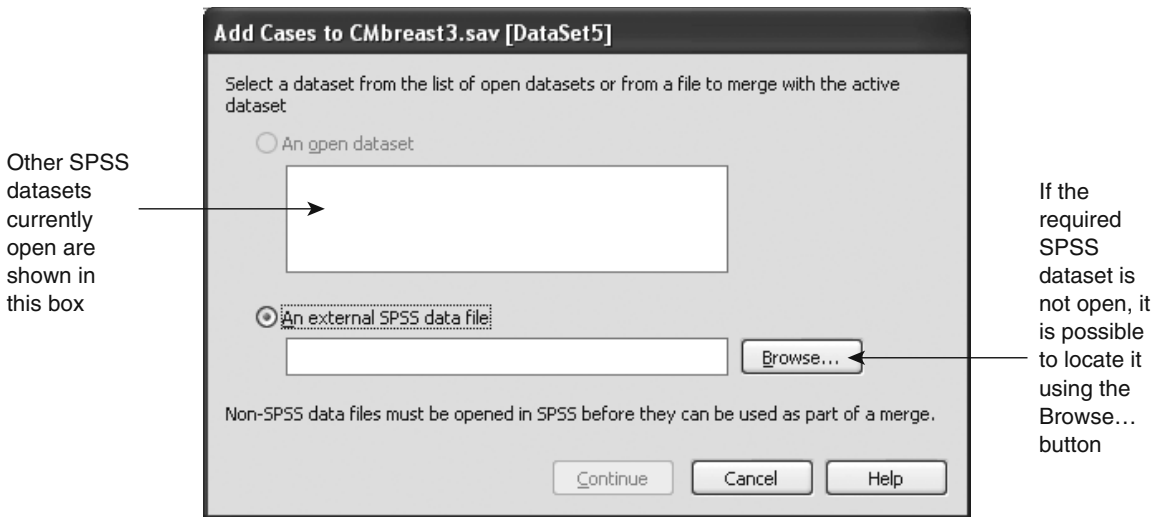 Add Cases to CMbreast3.sav [DataSet5]
Select a dataset from the list of open datasets or from a file to merge with the active
dataset
An open dataset
Other SPSS
datasets
currently
open are
shown in
this box
An external SPSS data file
Browse...
If the
required
SPSS
dataset is
not open, it
is possible
to locate it
using the
Browse…
button
Non-SPSS data files must be opened in SPSS before they can be used as part of a merge.
Continue
Cancel
Help